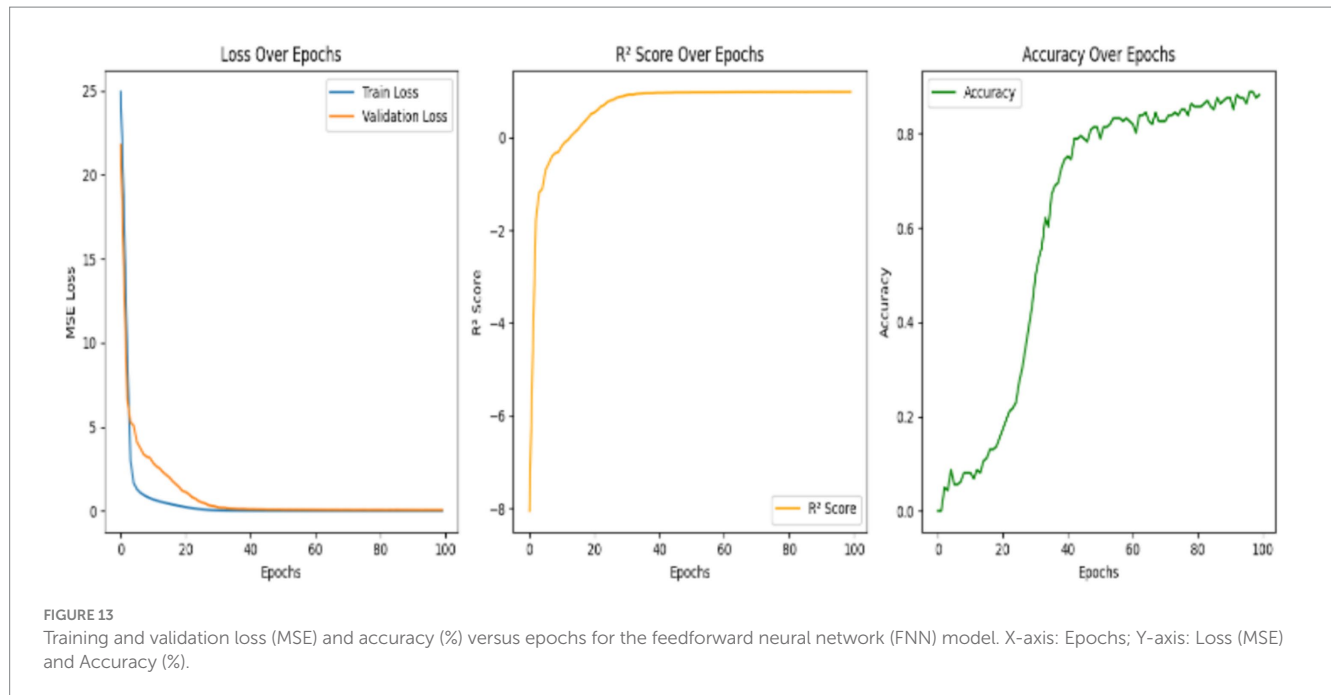 Loss Over Epochs
25
20
15
10
5
0
MSE Loss
Train Loss
Validation Loss
0 20 40 60 80 100
Epochs
R² Score Over Epochs
0
−2
−4
−6
−8
R² Score
R² Score
0 20 40 60 80 100
Epochs
Accuracy Over Epochs
Accuracy
0.8
0.6
0.4
0.2
0.0
Accuracy
0 20 40 60 80 100
Epochs
FIGURE 13
Training and validation loss (MSE) and accuracy (%) versus epochs for the feedforward neural network (FNN) model. X-axis: Epochs; Y-axis: Loss (MSE)
and Accuracy (%).